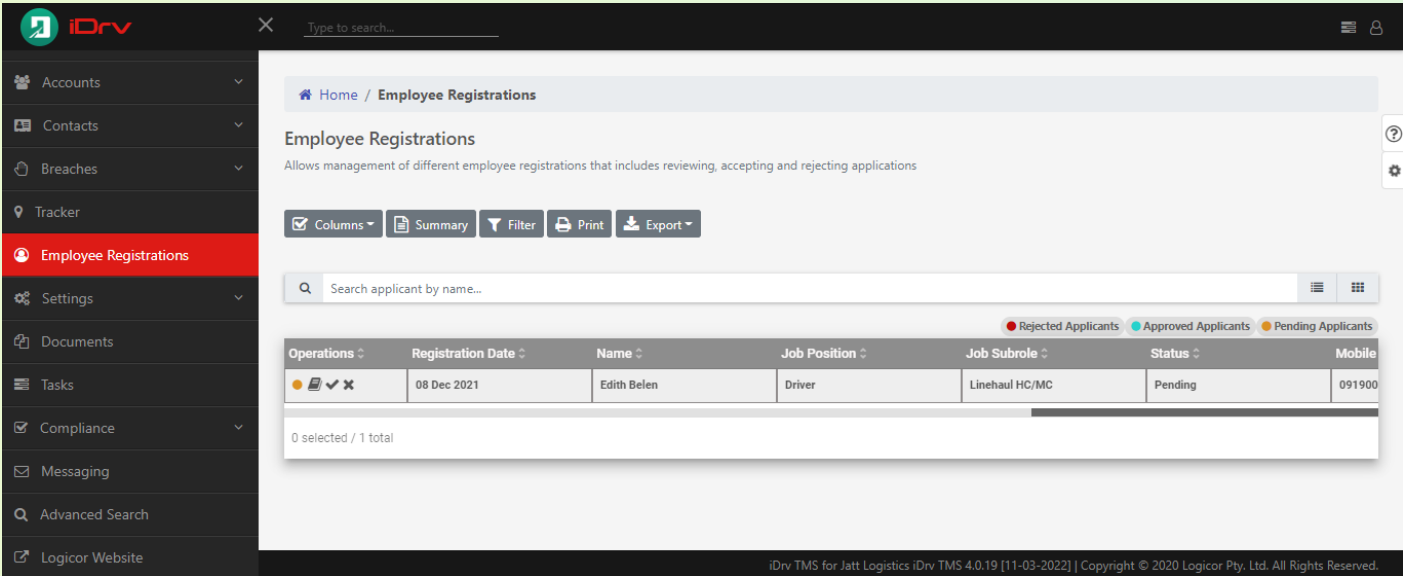 iDrv
Type to search...
Accounts
Contacts
Breaches
Tracker
Employee Registrations
Settings
Documents
Tasks
Compliance
Messaging
Advanced Search
Logicor Website
Home / Employee Registrations
Employee Registrations
Allows management of different employee registrations that includes reviewing, accepting and rejecting applications
Columns Summary Filter Print Export
Search applicant by name...
Rejected Applicants Approved Applicants Pending Applicants
Operations Registration Date Name Job Position Job Subrole Status Mobile
08 Dec 2021 Edith Belen Driver Linehaul HC/MC Pending 091900
0 selected / 1 total
iDrv TMS for Jatt Logistics iDrv TMS 4.0.19 [11-03-2022] | Copyright © 2020 Logicor Pty. Ltd. All Rights Reserved.